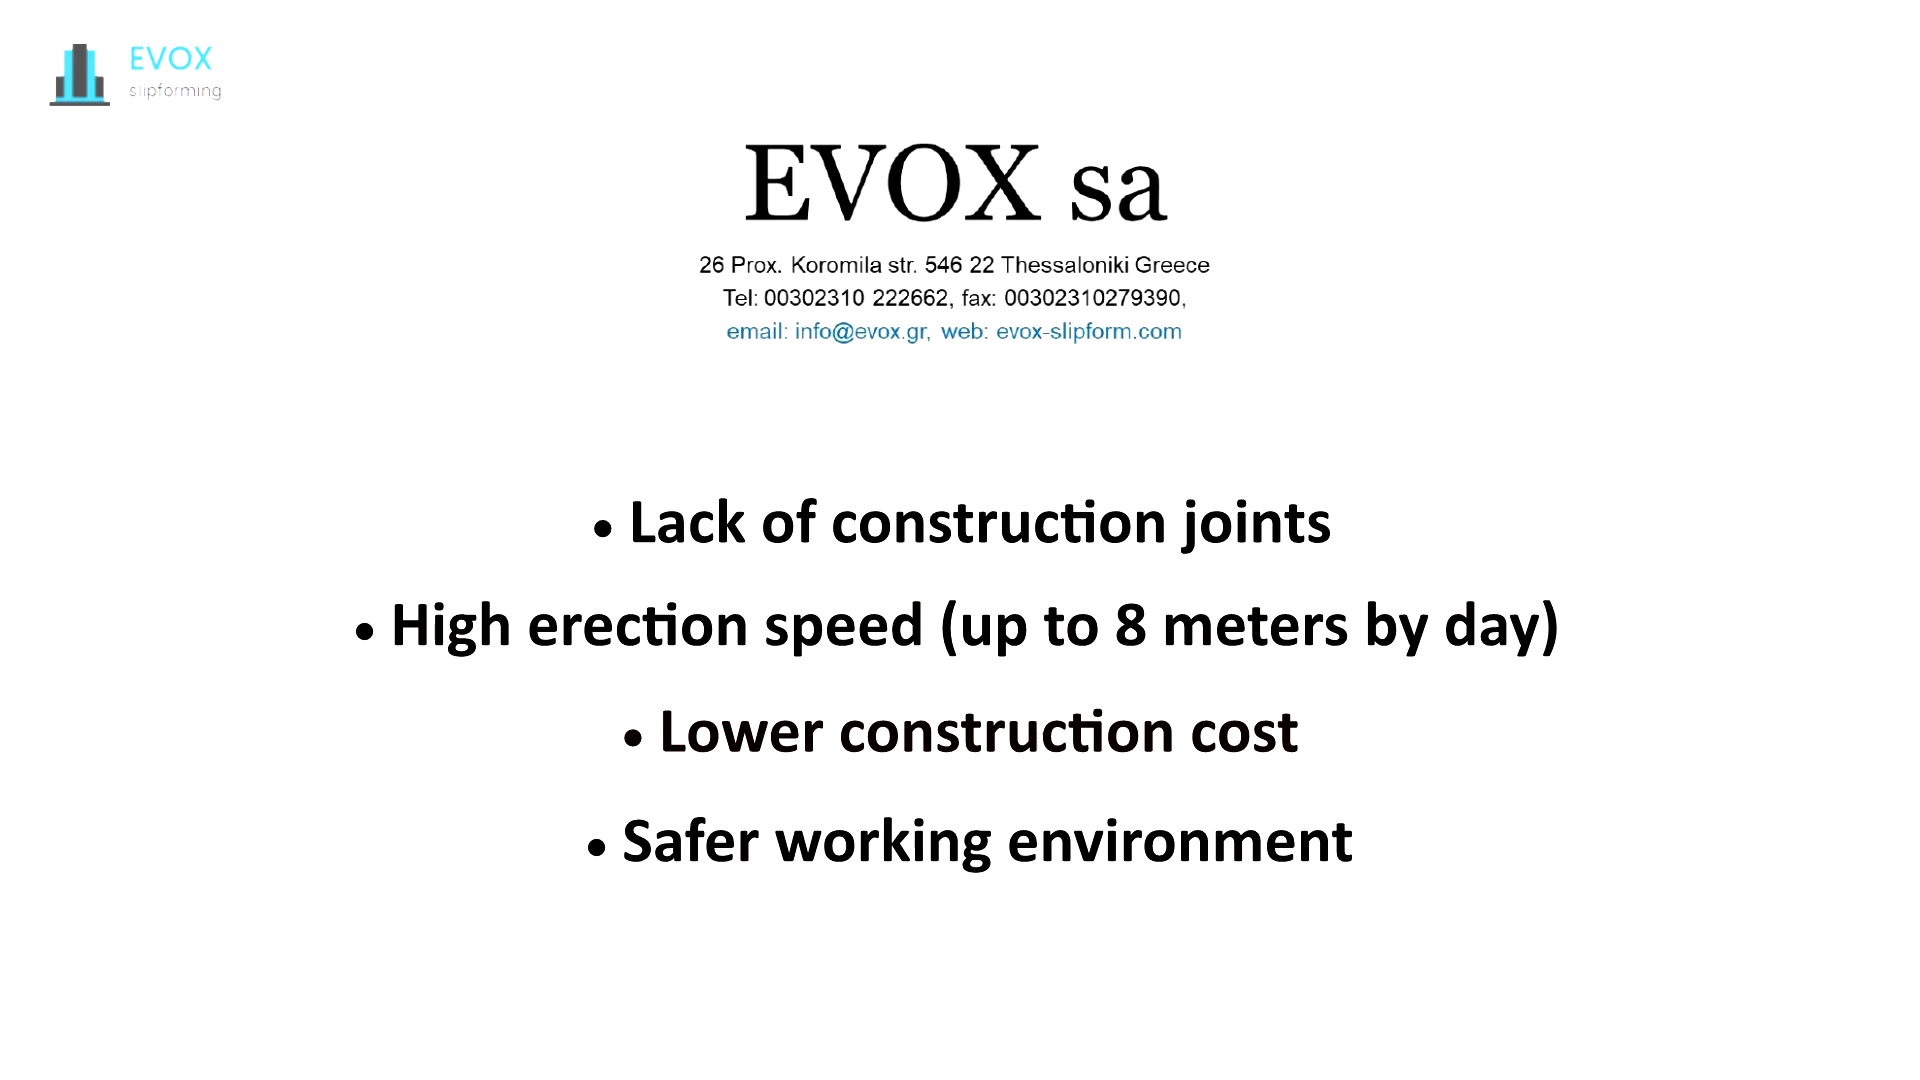 EVOX
slipforming
EVOX sa
26 Prox. Koromila str. 546 22 Thessaloniki Greece
Tel: 00302310 222662, fax: 00302310279390,
email: info@evox.gr, web: evox-slipform.com
• Lack of construction joints
• High erection speed (up to 8 meters by day)
• Lower construction cost
• Safer working environment